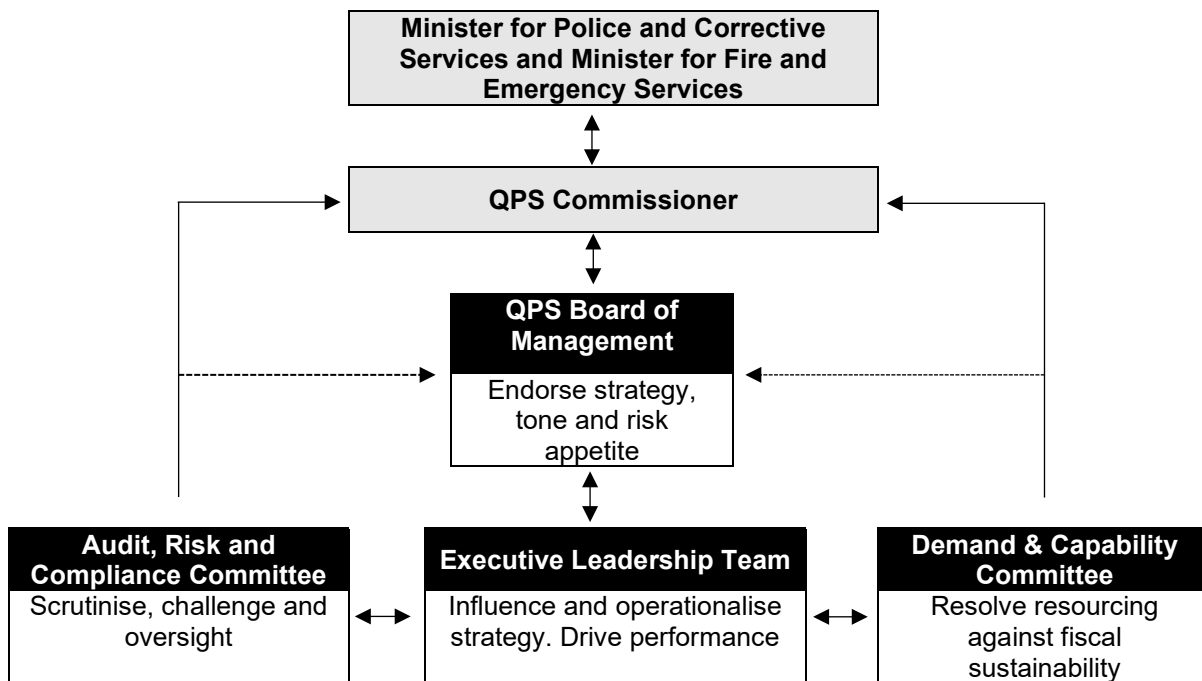 Minister for Police and Corrective
Services and Minister for Fire and
Emergency Services
QPS Commissioner
QPS Board of
Management
Endorse strategy,
tone and risk
appetite
Audit, Risk and
Compliance Committee
Scrutinise, challenge and
oversight
Executive Leadership Team
Influence and operationalise
strategy. Drive performance
Demand & Capability
Committee
Resolve resourcing
against fiscal
sustainability